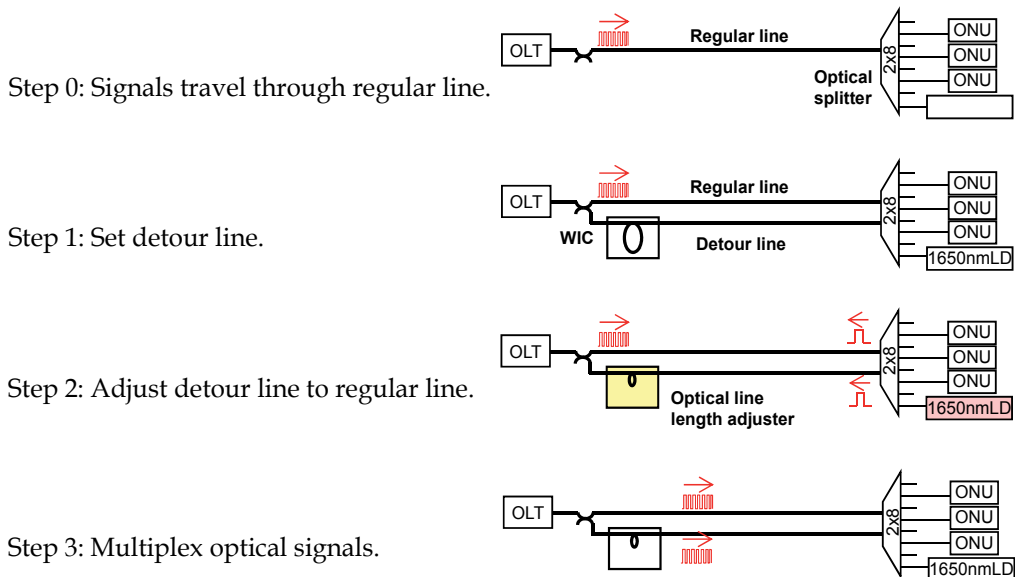 Step 0: Signals travel through regular line.
OLT
Regular line
Optical
splitter
2x8
ONU
ONU
ONU
Step 1: Set detour line.
OLT
Regular line
WIC
Detour line
2x8
ONU
ONU
ONU
1650nmLD
Step 2: Adjust detour line to regular line.
OLT
Optical line
length adjuster
2x8
ONU
ONU
ONU
1650nmLD
Step 3: Multiplex optical signals.
OLT
2x8
ONU
ONU
ONU
1650nmLD